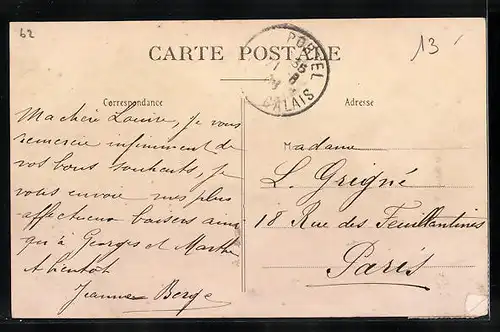 62
13
CARTE POSTALE
PORTEL
CALAIS
Correspondance
Adresse
Ma chère Louise, je vous
remercie infiniment de
vos bons souhaits, je
vous envoie mes plus
affectueux baisers ainsi
qu'à Georges et Marthe
A bientôt
Jeanne Berge
Madame
L. Grigné
18 Rue des Feuillantines
Paris